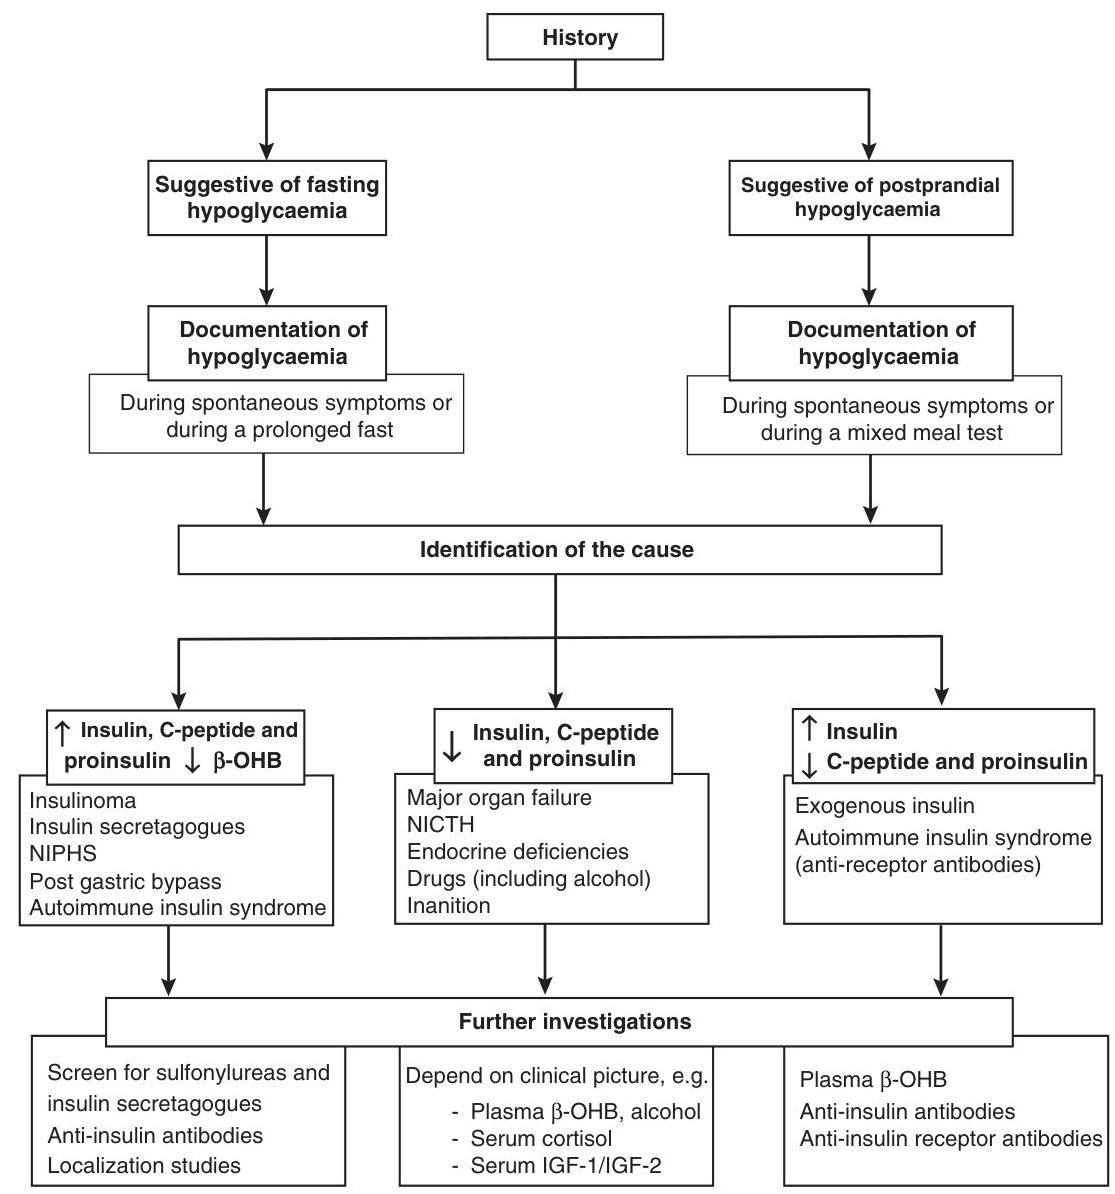 History
Suggestive of fasting
hypoglycaemia
Suggestive of postprandial
hypoglycaemia
Documentation of
hypoglycaemia
During spontaneous symptoms or
during a prolonged fast
Documentation of
hypoglycaemia
During spontaneous symptoms or
during a mixed meal test
Identification of the cause
↑ Insulin, C-peptide and
proinsulin ↓ β-OHB
Insulinoma
Insulin secretagogues
NIPHS
Post gastric bypass
Autoimmune insulin syndrome
↓ Insulin, C-peptide
and proinsulin
Major organ failure
NICTH
Endocrine deficiencies
Drugs (including alcohol)
Inanition
↑ Insulin
↓ C-peptide and proinsulin
Exogenous insulin
Autoimmune insulin syndrome
(anti-receptor antibodies)
Further investigations
Screen for sulfonylureas and
insulin secretagogues
Anti-insulin antibodies
Localization studies
Depend on clinical picture, e.g.
- Plasma β-OHB, alcohol
- Serum cortisol
- Serum IGF-1/IGF-2
Plasma β-OHB
Anti-insulin antibodies
Anti-insulin receptor antibodies